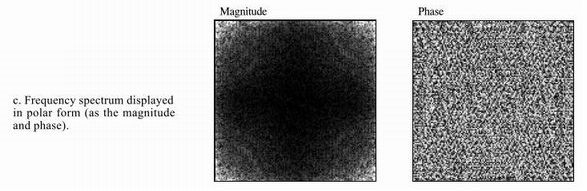 Magnitude
Phase
c. Frequency spectrum displayed
in polar form (as the magnitude
and phase).